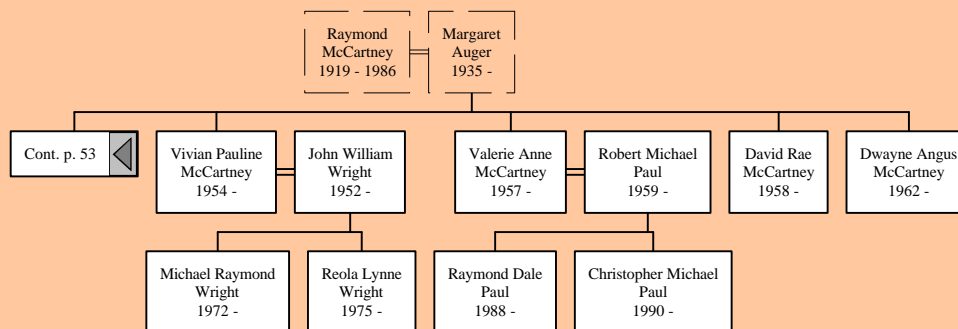 Raymond
McCartney
1919 - 1986
Margaret
Auger
1935 -
Cont. p. 53
Vivian Pauline
McCartney
1954 -
John William
Wright
1952 -
Valerie Anne
McCartney
1957 -
Robert Michael
Paul
1959 -
David Rae
McCartney
1958 -
Dwayne Angus
McCartney
1962 -
Michael Raymond
Wright
1972 -
Reola Lynne
Wright
1975 -
Raymond Dale
Paul
1988 -
Christopher Michael
Paul
1990 -